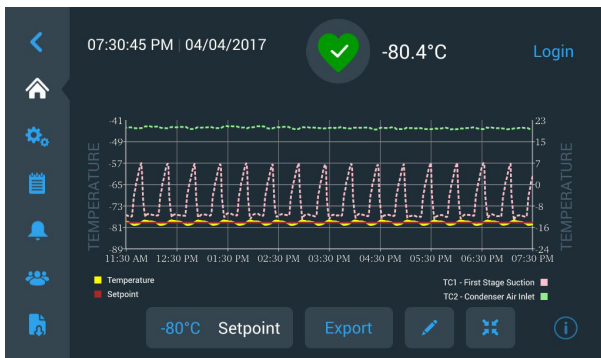 07:30:45 PM | 04/04/2017
-80.4°C
Login
-41
-49
-57
-65
-73
-81
-89
TEMPERATURE
23
15
7
0
-8
-16
-24
TEMPERATURE
11:30 AM 12:30 PM 01:30 PM 02:30 PM 03:30 PM 04:30 PM 05:30 PM 06:30 PM 07:30 PM
Temperature
Setpoint
TC1 - First Stage Suction
TC2 - Condenser Air Inlet
-80°C Setpoint
Export
i